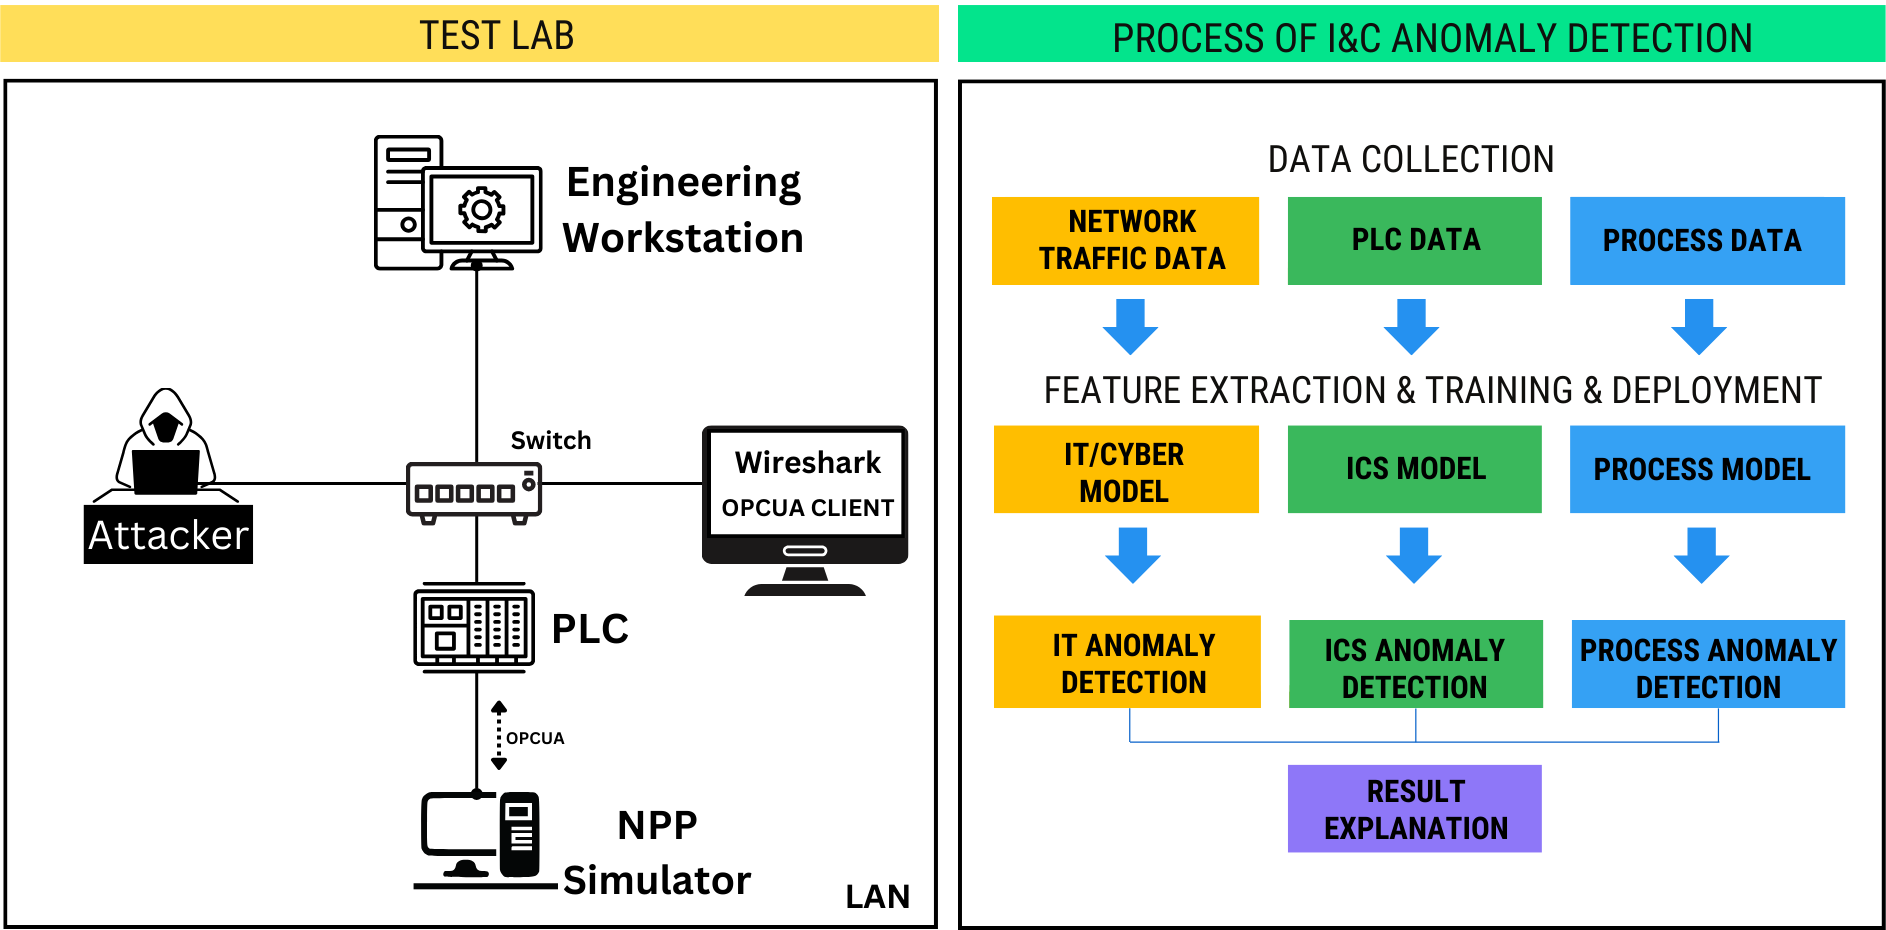 TEST LAB
Engineering
Workstation
Switch
Attacker
Wireshark
OPCUA CLIENT
PLC
OPCUA
NPP
Simulator
LAN
PROCESS OF I&C ANOMALY DETECTION
DATA COLLECTION
NETWORK
TRAFFIC DATA
PLC DATA
PROCESS DATA
FEATURE EXTRACTION & TRAINING & DEPLOYMENT
IT/CYBER
MODEL
ICS MODEL
PROCESS MODEL
IT ANOMALY
DETECTION
ICS ANOMALY
DETECTION
PROCESS ANOMALY
DETECTION
RESULT
EXPLANATION